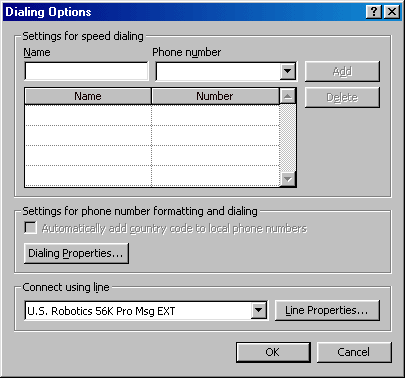 Dialing Options
Settings for speed dialing
Name Phone number
Add
Name Number
Delete
Settings for phone number formatting and dialing
Automatically add country code to local phone numbers
Dialing Properties...
Connect using line
U.S. Robotics 56K Pro Msg EXT Line Properties...
OK Cancel